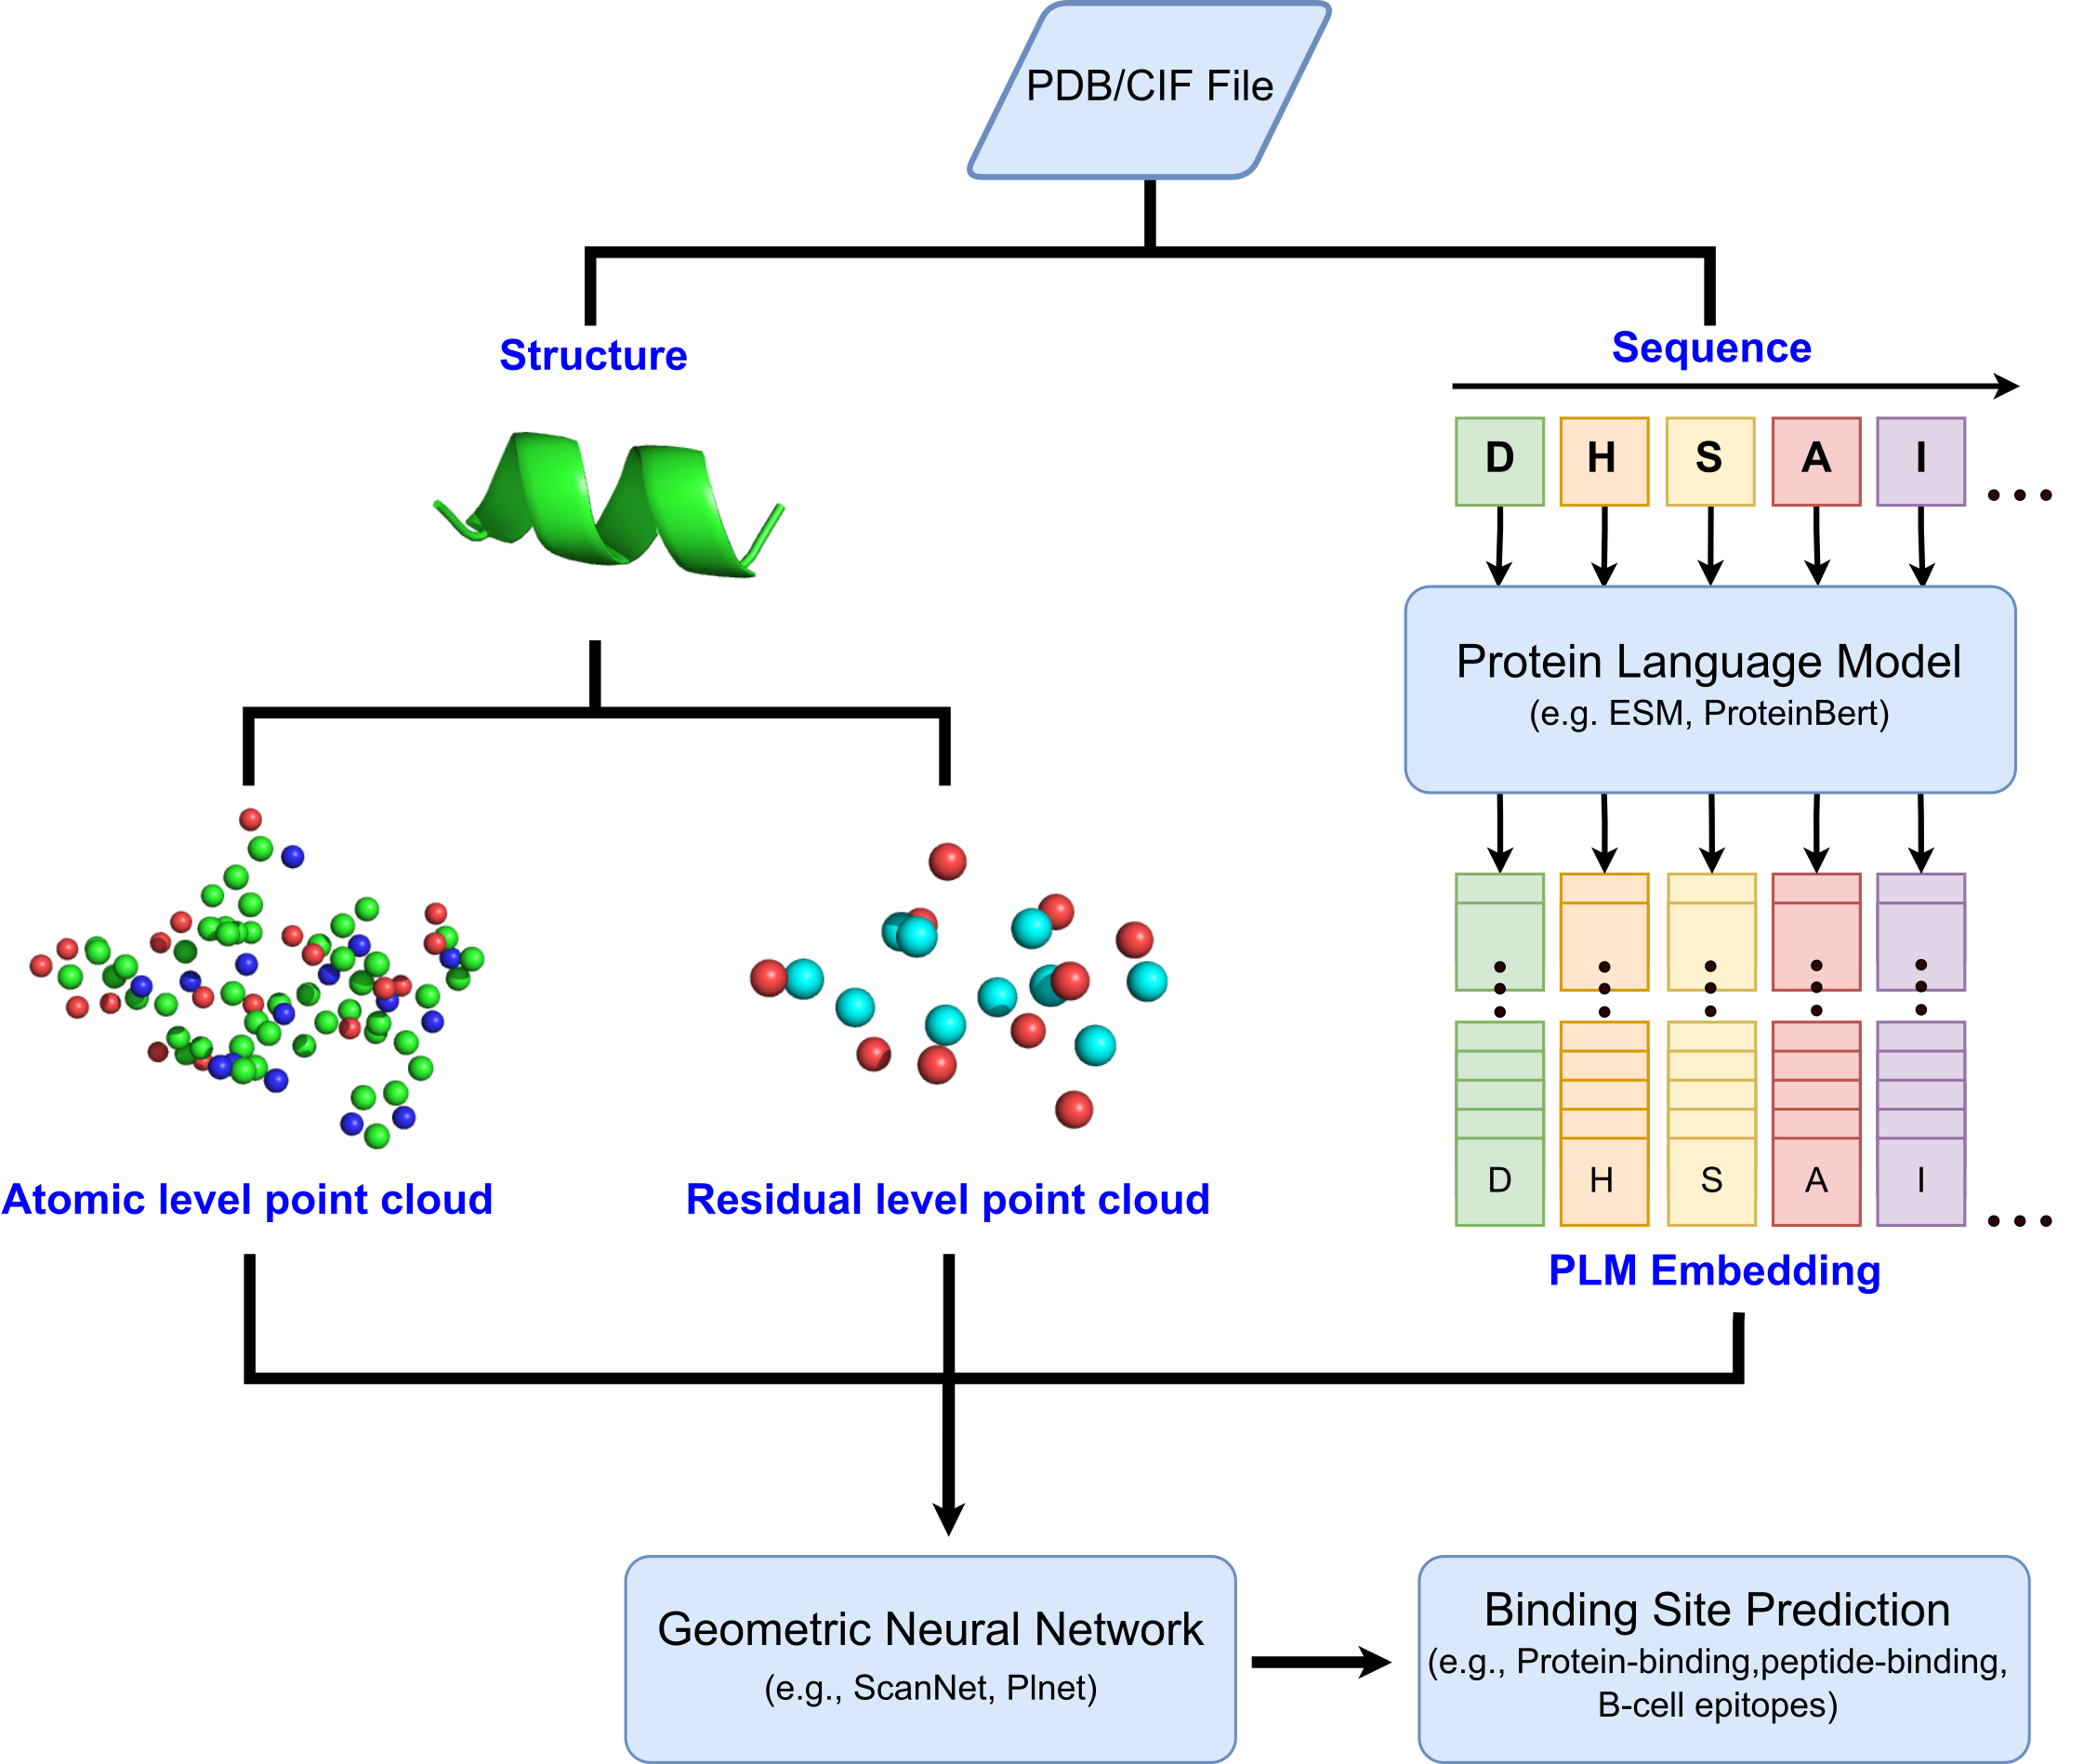 PDB/CIF File
Structure
Sequence
D H S A I
Protein Language Model
(e.g. ESM, ProteinBert)
D H S A I
Atomic level point cloud
Residual level point cloud
PLM Embedding
Geometric Neural Network
(e.g., ScanNet, PInet)
Binding Site Prediction
(e.g., Protein-binding,peptide-binding,
B-cell epitopes)